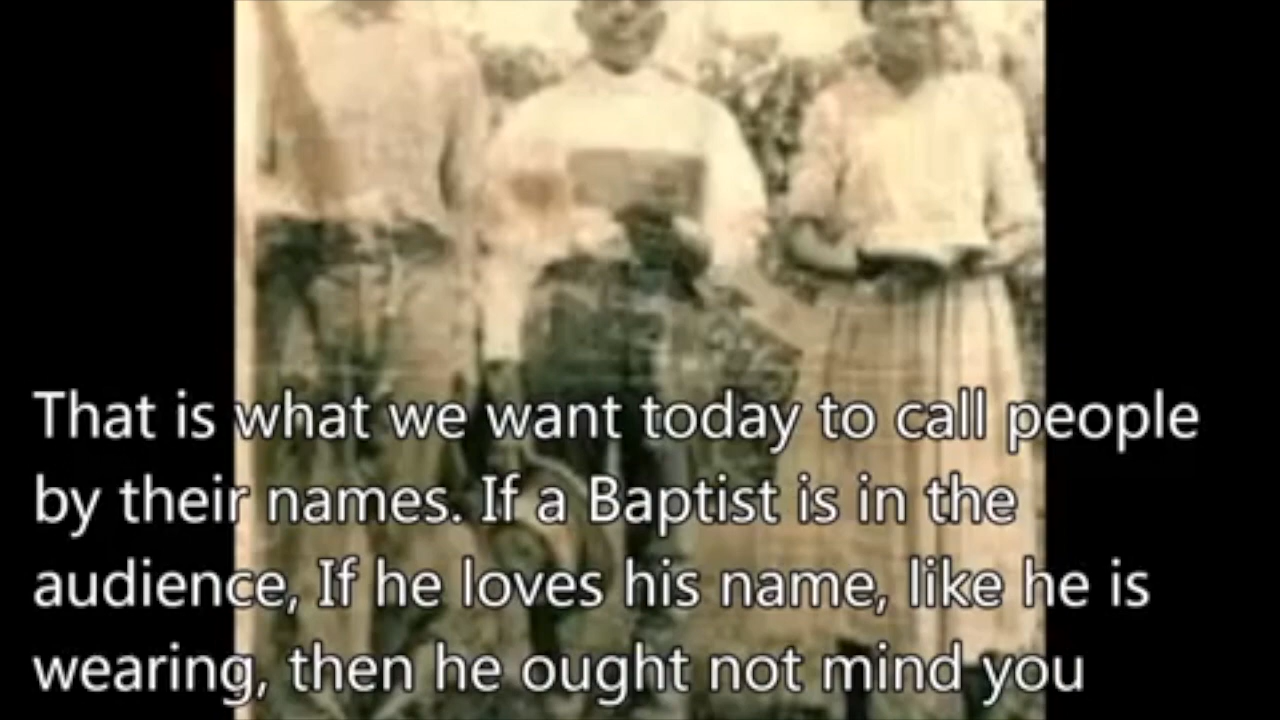 That is what we want today to call people
by their names. If a Baptist is in the
audience, If he loves his name, like he is
wearing, then he ought not mind you